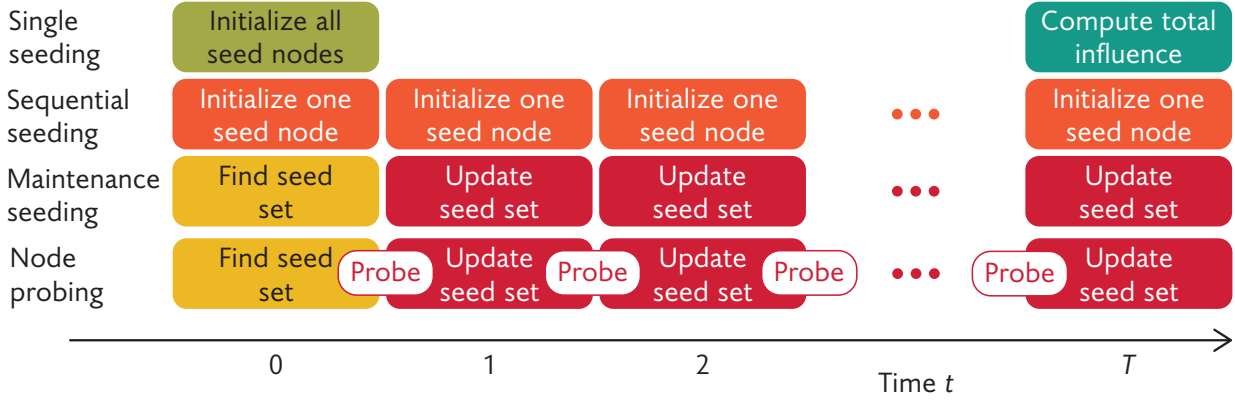 Single
seeding
Initialize all
seed nodes
Compute total
influence
Sequential
seeding
Initialize one
seed node
Initialize one
seed node
Initialize one
seed node
Initialize one
seed node
Maintenance
seeding
Find seed
set
Update
seed set
Update
seed set
Update
seed set
Node
probing
Find seed
set
Probe
Update
seed set
Probe
Update
seed set
Probe
Probe
Update
seed set
0
1
2
T
Time t